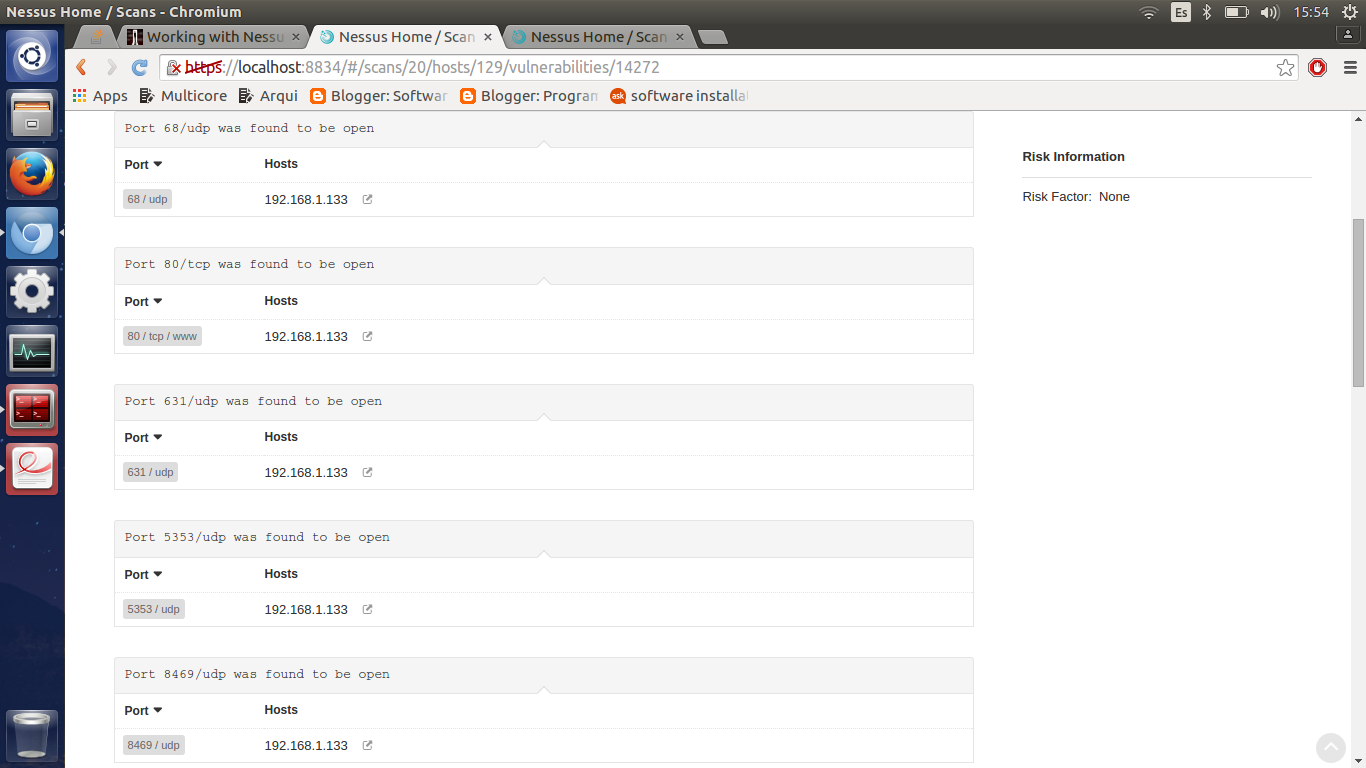 Nessus Home / Scans - Chromium
Es
15:54
Working with Nessu
Nessus Home / Scan
Nessus Home / Scan
https://localhost:8834/#/scans/20/hosts/129/vulnerabilities/14272
Apps
Multicore
Arqui
Blogger: Softwar
Blogger: Program
ask
software installat
Port 68/udp was found to be open
Port
Hosts
68 / udp
192.168.1.133
Port 80/tcp was found to be open
Port
Hosts
80 / tcp / www
192.168.1.133
Port 631/udp was found to be open
Port
Hosts
631 / udp
192.168.1.133
Port 5353/udp was found to be open
Port
Hosts
5353 / udp
192.168.1.133
Port 8469/udp was found to be open
Port
Hosts
8469 / udp
192.168.1.133
Risk Information
Risk Factor: None